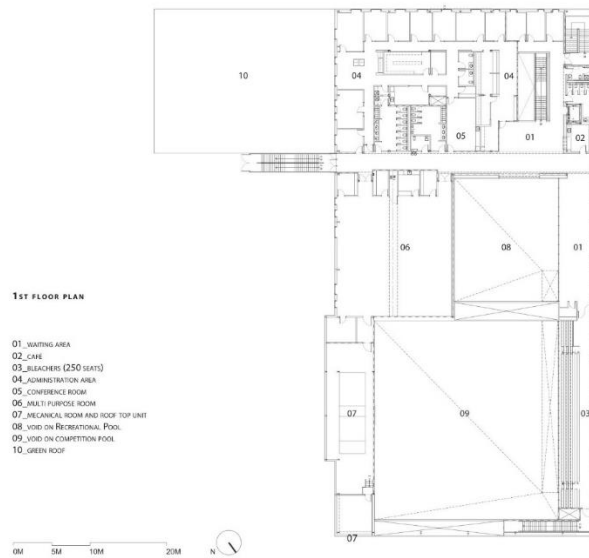 10
04
04
05
01
02
06
08
01
1ST FLOOR PLAN
01_WAITING AREA
02_CAFE
03_BLEACHERS (250 SEATS)
04_ADMINISTRATION AREA
05_CONFERENCE ROOM
06_MULTI PURPOSE ROOM
07_MECANICAL ROOM AND ROOF TOP UNIT
08_VOID ON RECREATIONAL POOL
09_VOID ON COMPETITION POOL
10_GREEN ROOF
07
09
03
07
0M 5M 10M 20M N